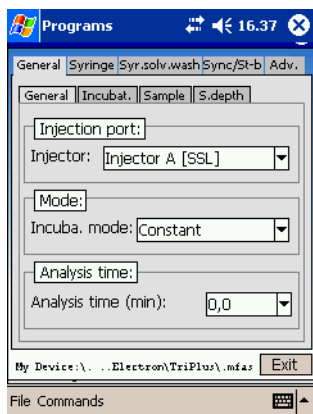 Programs 16.37
General Syringe Syr.solv.wash Sync/St-b Adv.
General Incubat. Sample S.depth
Injection port:
Injector: Injector A [SSL]
Mode:
Incuba. mode: Constant
Analysis time:
Analysis time (min): 0,0
My Device:\. ..Electron\TriPlus\.mfas Exit
File Commands